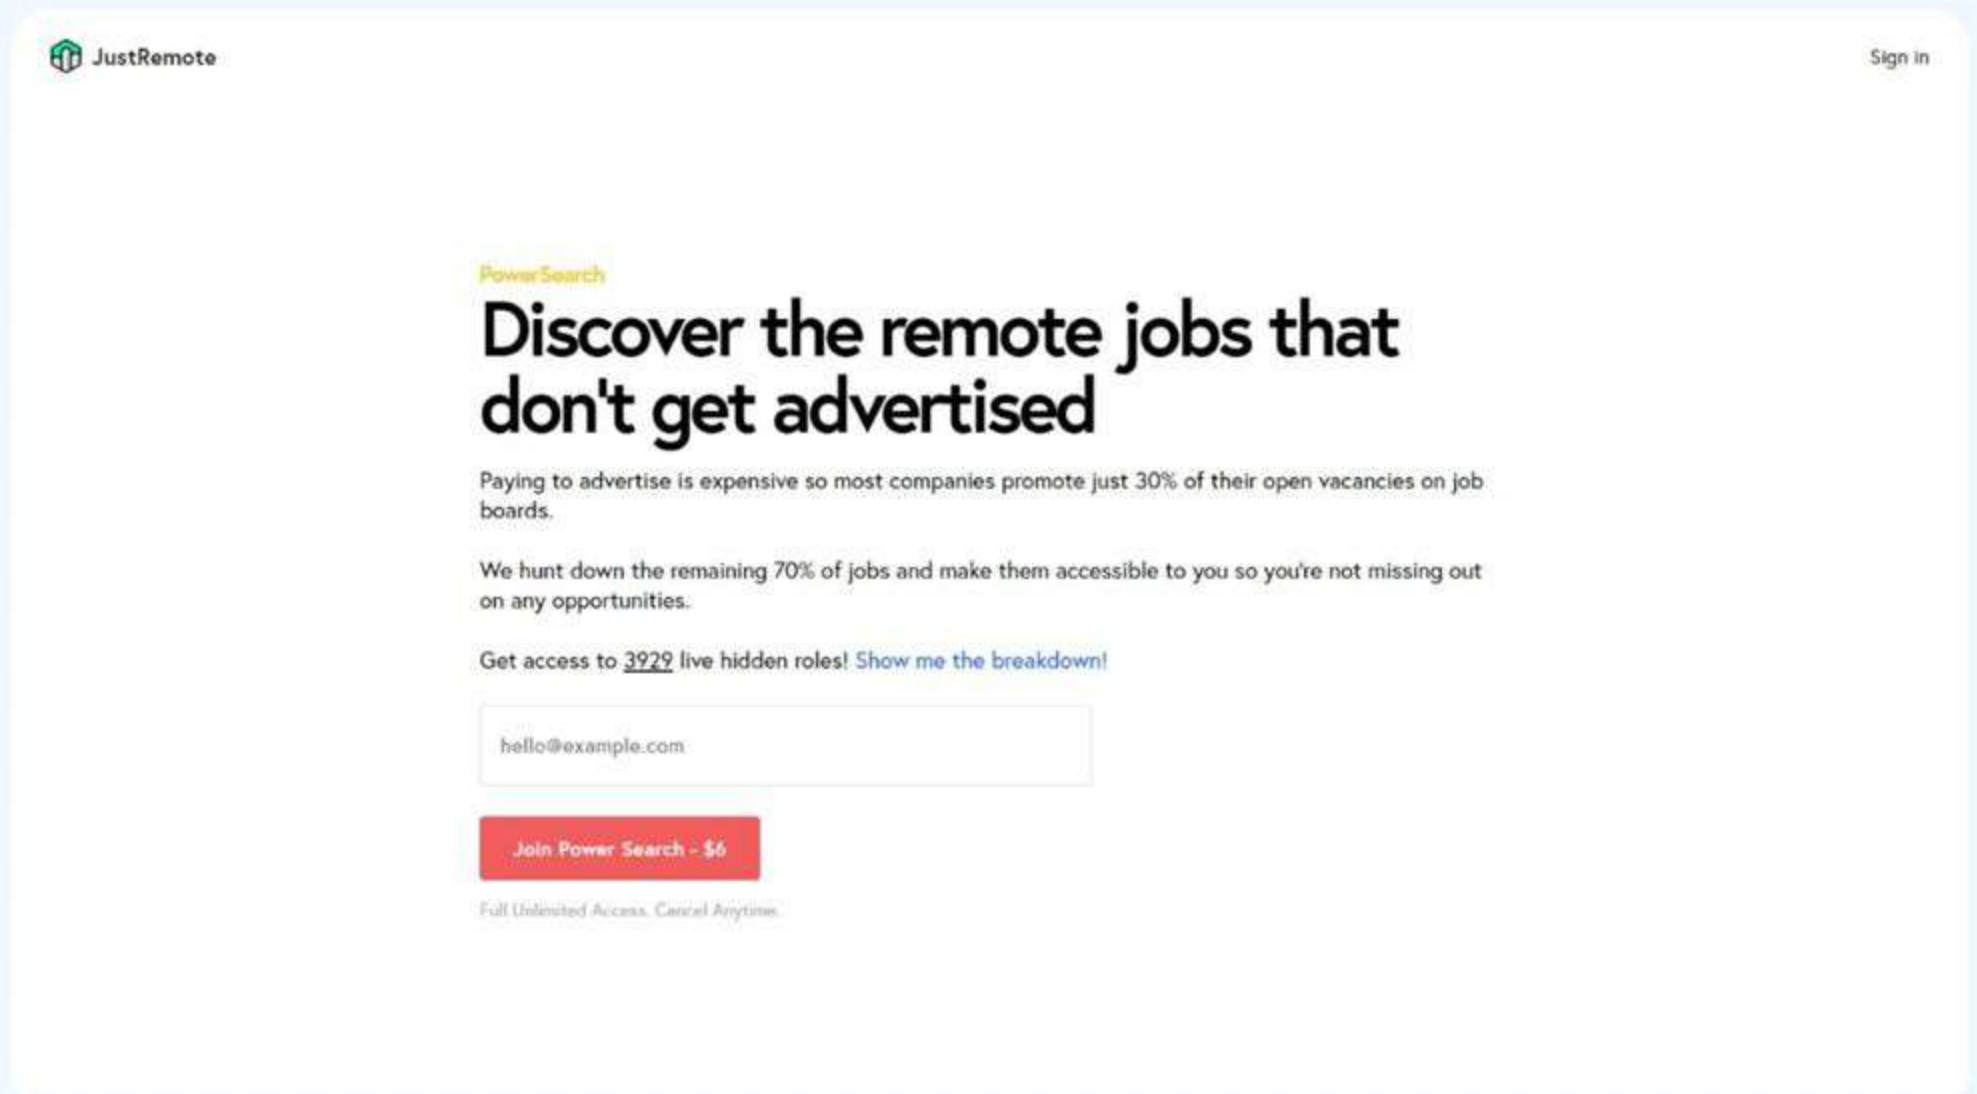 JustRemote
Sign in
PowerSearch
Discover the remote jobs that
don't get advertised
Paying to advertise is expensive so most companies promote just 30% of their open vacancies on job
boards.
We hunt down the remaining 70% of jobs and make them accessible to you so you're not missing out
on any opportunities.
Get access to 3929 live hidden roles! Show me the breakdown!
hello@example.com
Join Power Search - $6
Full Unlimited Access. Cancel Anytime.